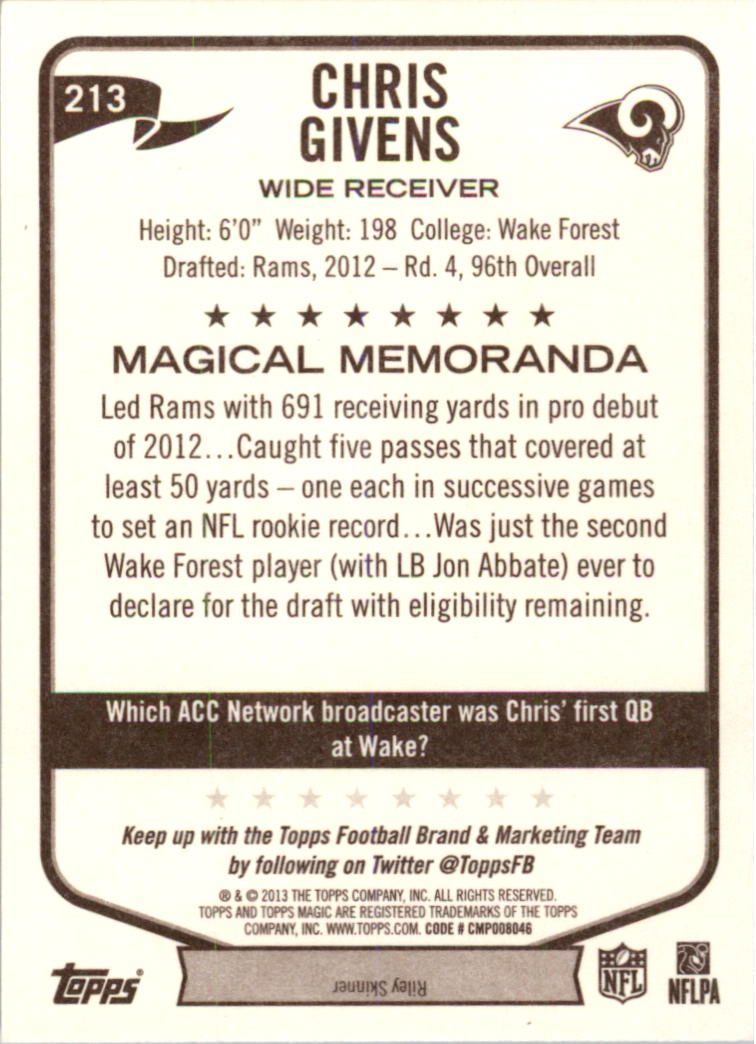 213
CHRIS
GIVENS
WIDE RECEIVER
Height: 6'0” Weight: 198 College: Wake Forest
Drafted: Rams, 2012 – Rd. 4, 96th Overall
MAGICAL MEMORANDA
Led Rams with 691 receiving yards in pro debut
of 2012...Caught five passes that covered at
least 50 yards – one each in successive games
to set an NFL rookie record...Was just the second
Wake Forest player (with LB Jon Abbate) ever to
declare for the draft with eligibility remaining.
Which ACC Network broadcaster was Chris’ first QB
at Wake?
Keep up with the Topps Football Brand & Marketing Team
by following on Twitter @ToppsFB
® & © 2013 THE TOPPS COMPANY, INC. ALL RIGHTS RESERVED.
TOPPS AND TOPPS MAGIC ARE REGISTERED TRADEMARKS OF THE TOPPS
COMPANY, INC. WWW.TOPPS.COM. CODE # CMP008046
Topps®
Riley Skinner
NFL
NFLPA